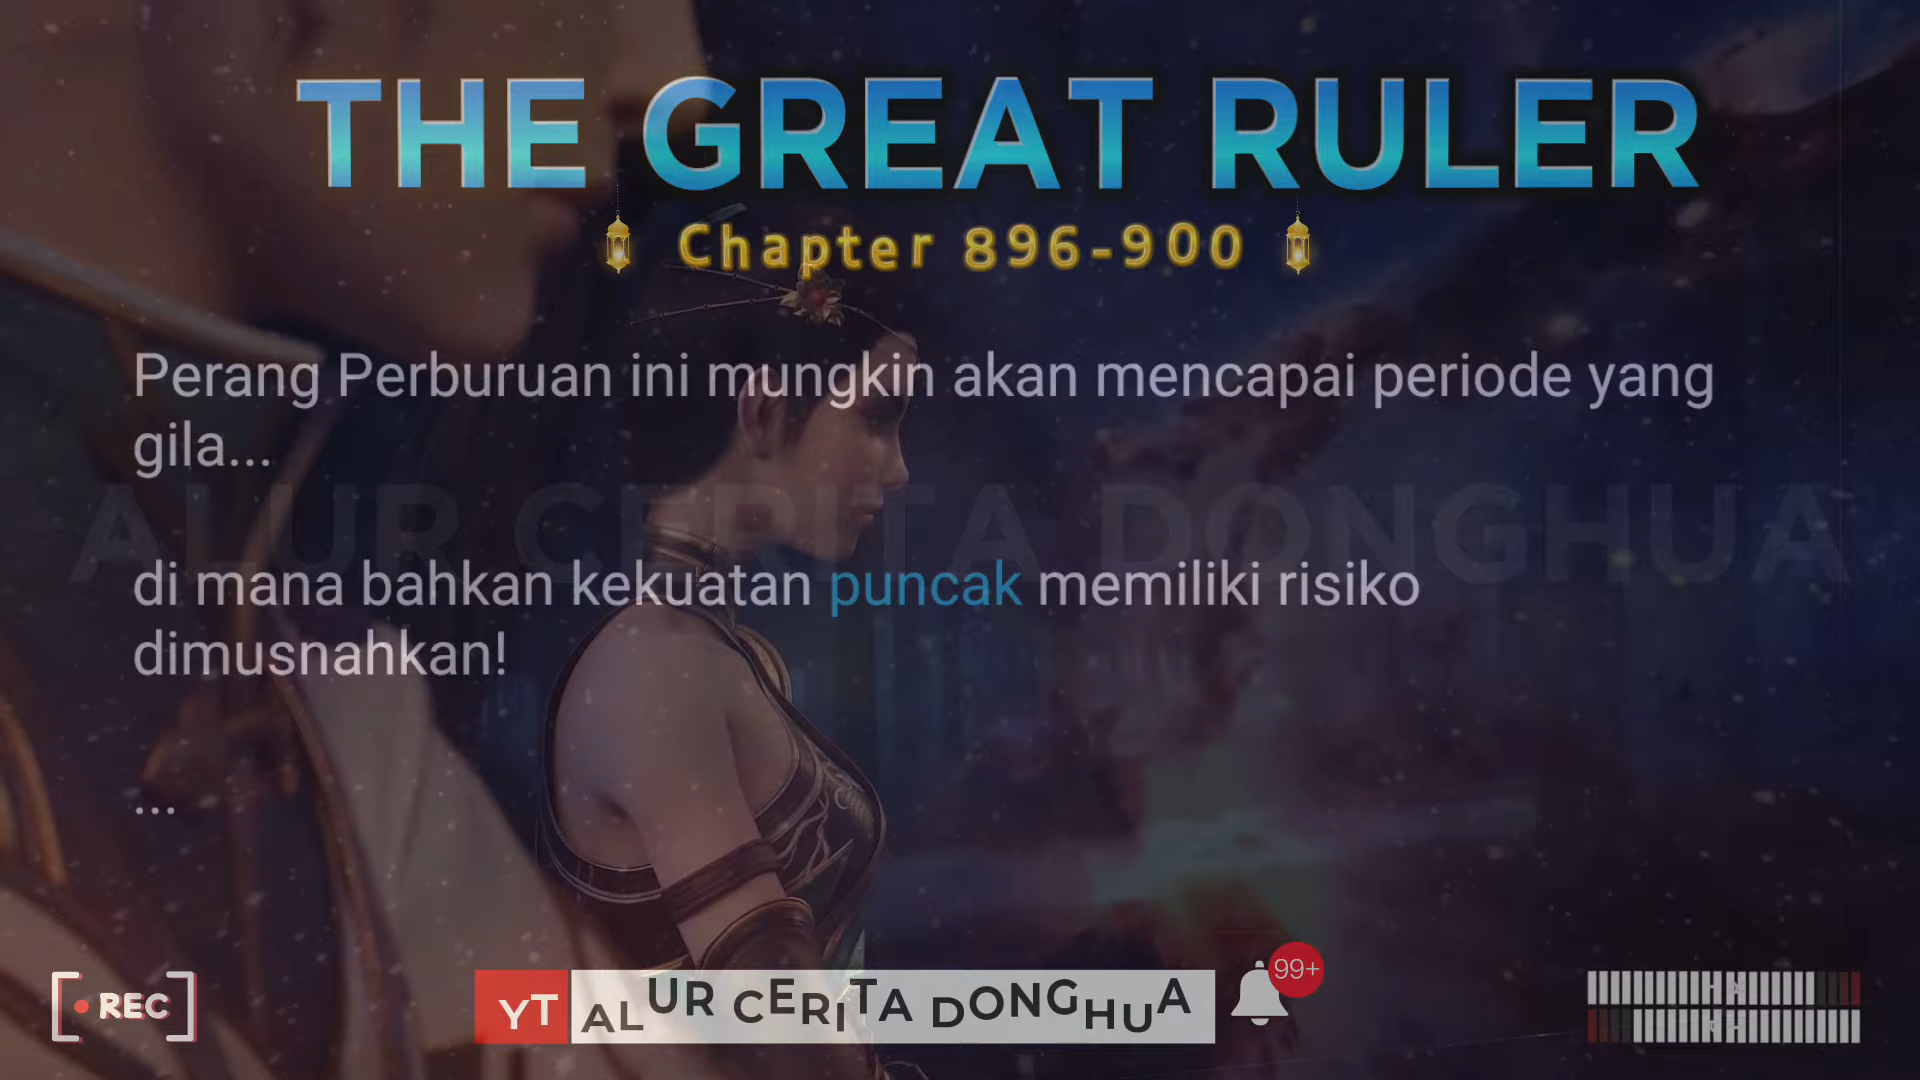 THE GREAT RULER
Chapter 896-900
Perang Perburuan ini mungkin akan mencapai periode yang
gila...
ALUR CERITA DONGHUA
di mana bahkan kekuatan puncak memiliki risiko
dimusnahkan!
...
REC
YT ALUR CERITA DONGHUA
99+